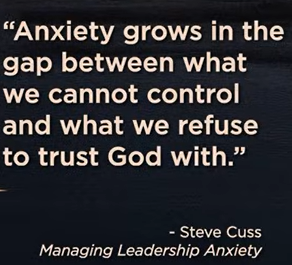 “Anxiety grows in the
gap between what
we cannot control
and what we refuse
to trust God with.”
- Steve Cuss
Managing Leadership Anxiety